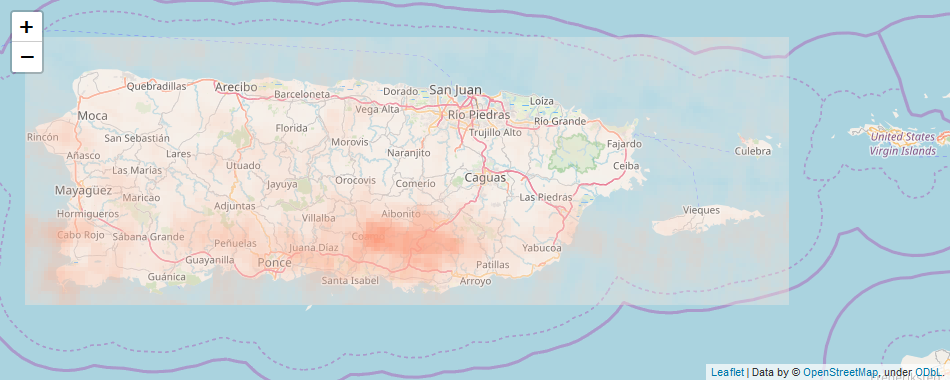 +
−
Quebradillas
Arecibo
Barceloneta
Dorado
San Juan
Loíza
Moca
Vega Alta
Río Piedras
Río Grande
Rincón
San Sebastián
Florida
Morovis
Trujillo Alto
Fajardo
United States
Virgin Islands
Añasco
Lares
Naranjito
Culebra
Las Marías
Utuado
Ceiba
Mayagüez
Maricao
Jayuya
Orocovis
Comerío
Caguas
Las Piedras
Hormigueros
Adjuntas
Villalba
Aibonito
Vieques
Cabo Rojo
Sábana Grande
Peñuelas
Juana Díaz
Yabucoa
Guayanilla
Ponce
Patillas
Guánica
Santa Isabel
Arroyo
Leaflet | Data by © OpenStreetMap, under ODbL.